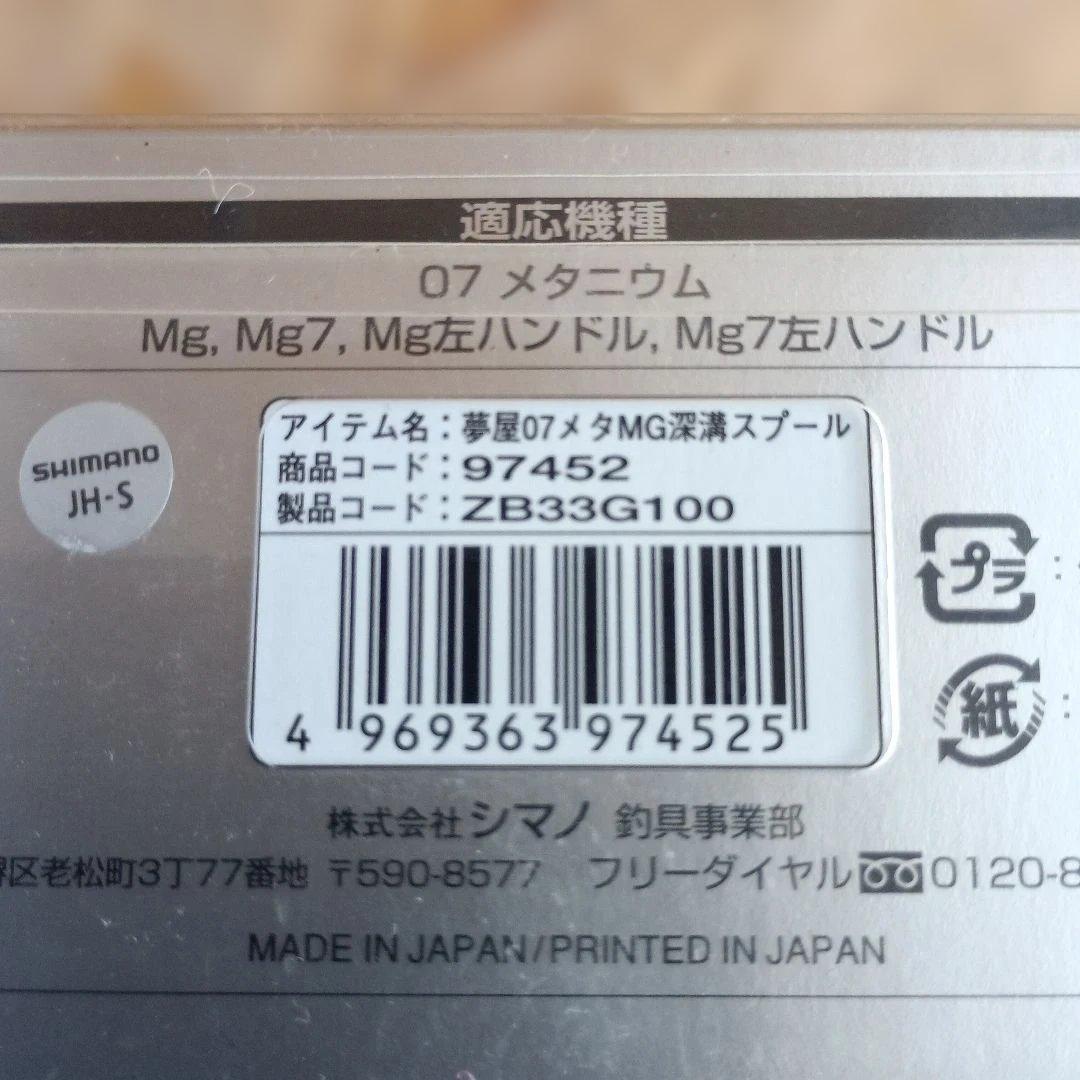 適応機種
07 メタニウム
Mg, Mg7, Mg左ハンドル, Mg7左ハンドル
SHIMANO
JH-S
アイテム名：夢屋07メタMG深溝スプール
商品コード：97452
製品コード：ZB33G100
4 969363 974525
プラ
紙
株式会社 シマノ 釣具事業部
区老松町3丁77番地 〒590-8577 フリーダイヤル 0120-8
MADE IN JAPAN/PRINTED IN JAPAN